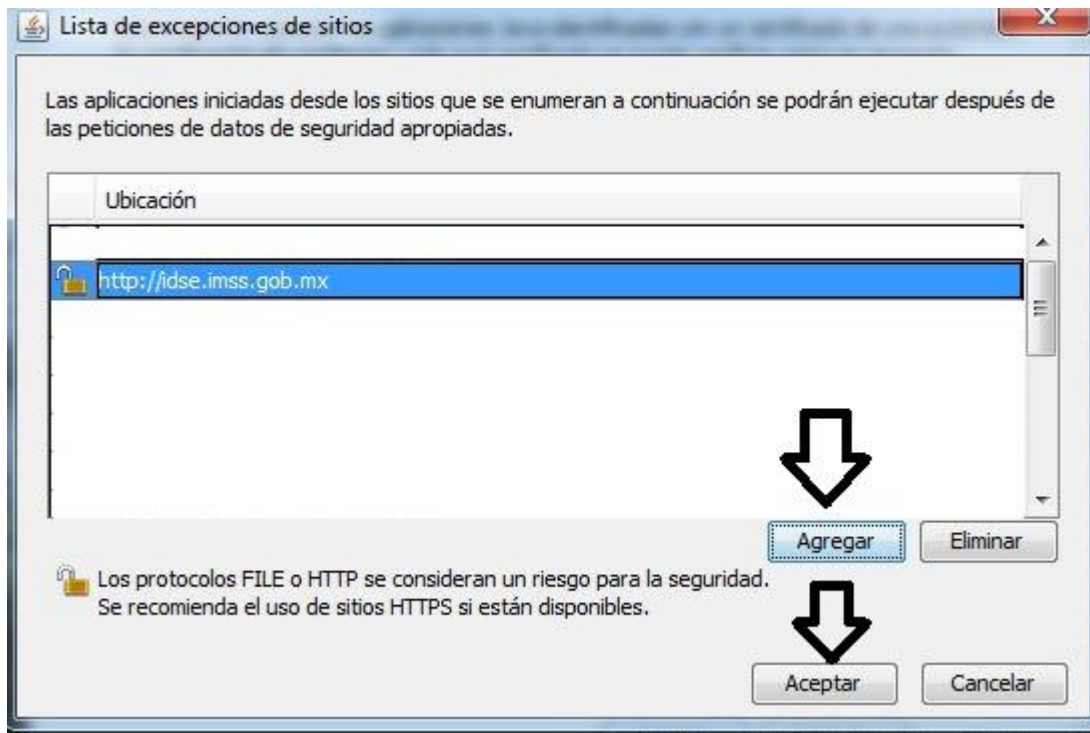 Lista de excepciones de sitios
Las aplicaciones iniciadas desde los sitios que se enumeran a continuación se podrán ejecutar después de
las peticiones de datos de seguridad apropiadas.
Ubicación
http://idse.imss.gob.mx
Agregar
Eliminar
Los protocolos FILE o HTTP se consideran un riesgo para la seguridad.
Se recomienda el uso de sitios HTTPS si están disponibles.
Aceptar
Cancelar